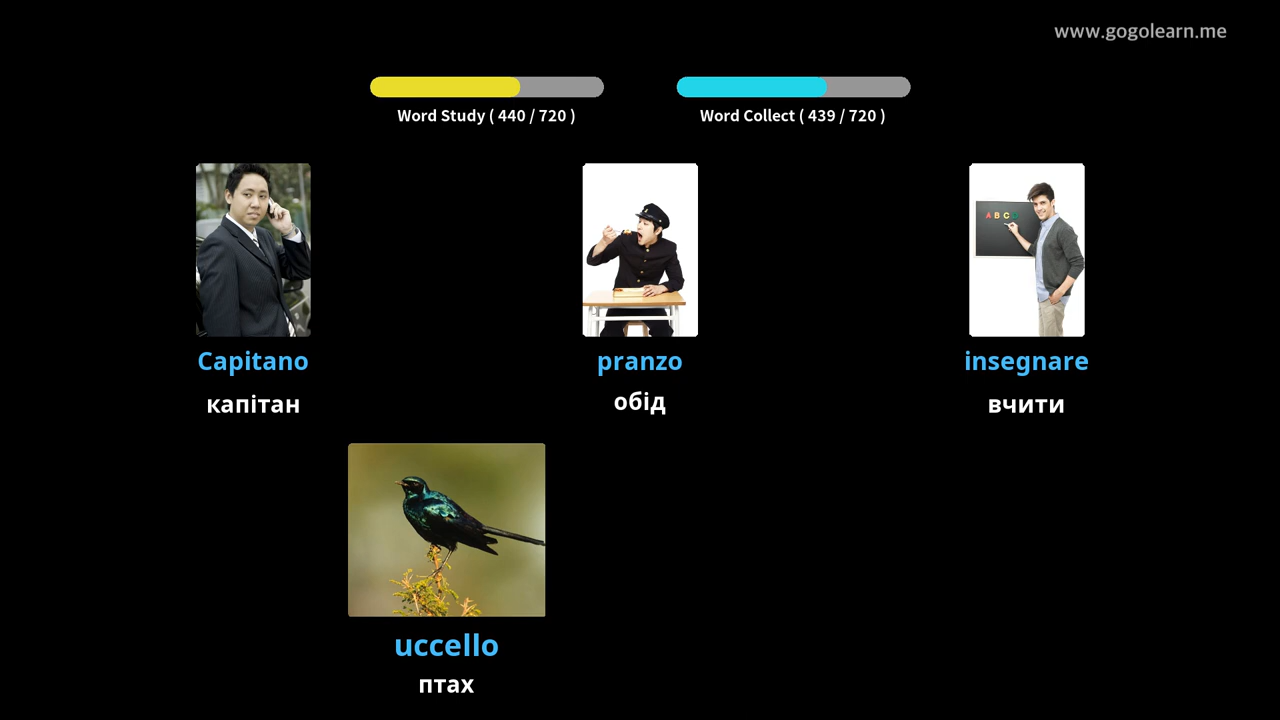 www.gogolearn.me
Word Study ( 440 / 720 )
Word Collect ( 439 / 720 )
Capitano
капітан
pranzo
обід
insegnare
вчити
A B C
uccello
птах